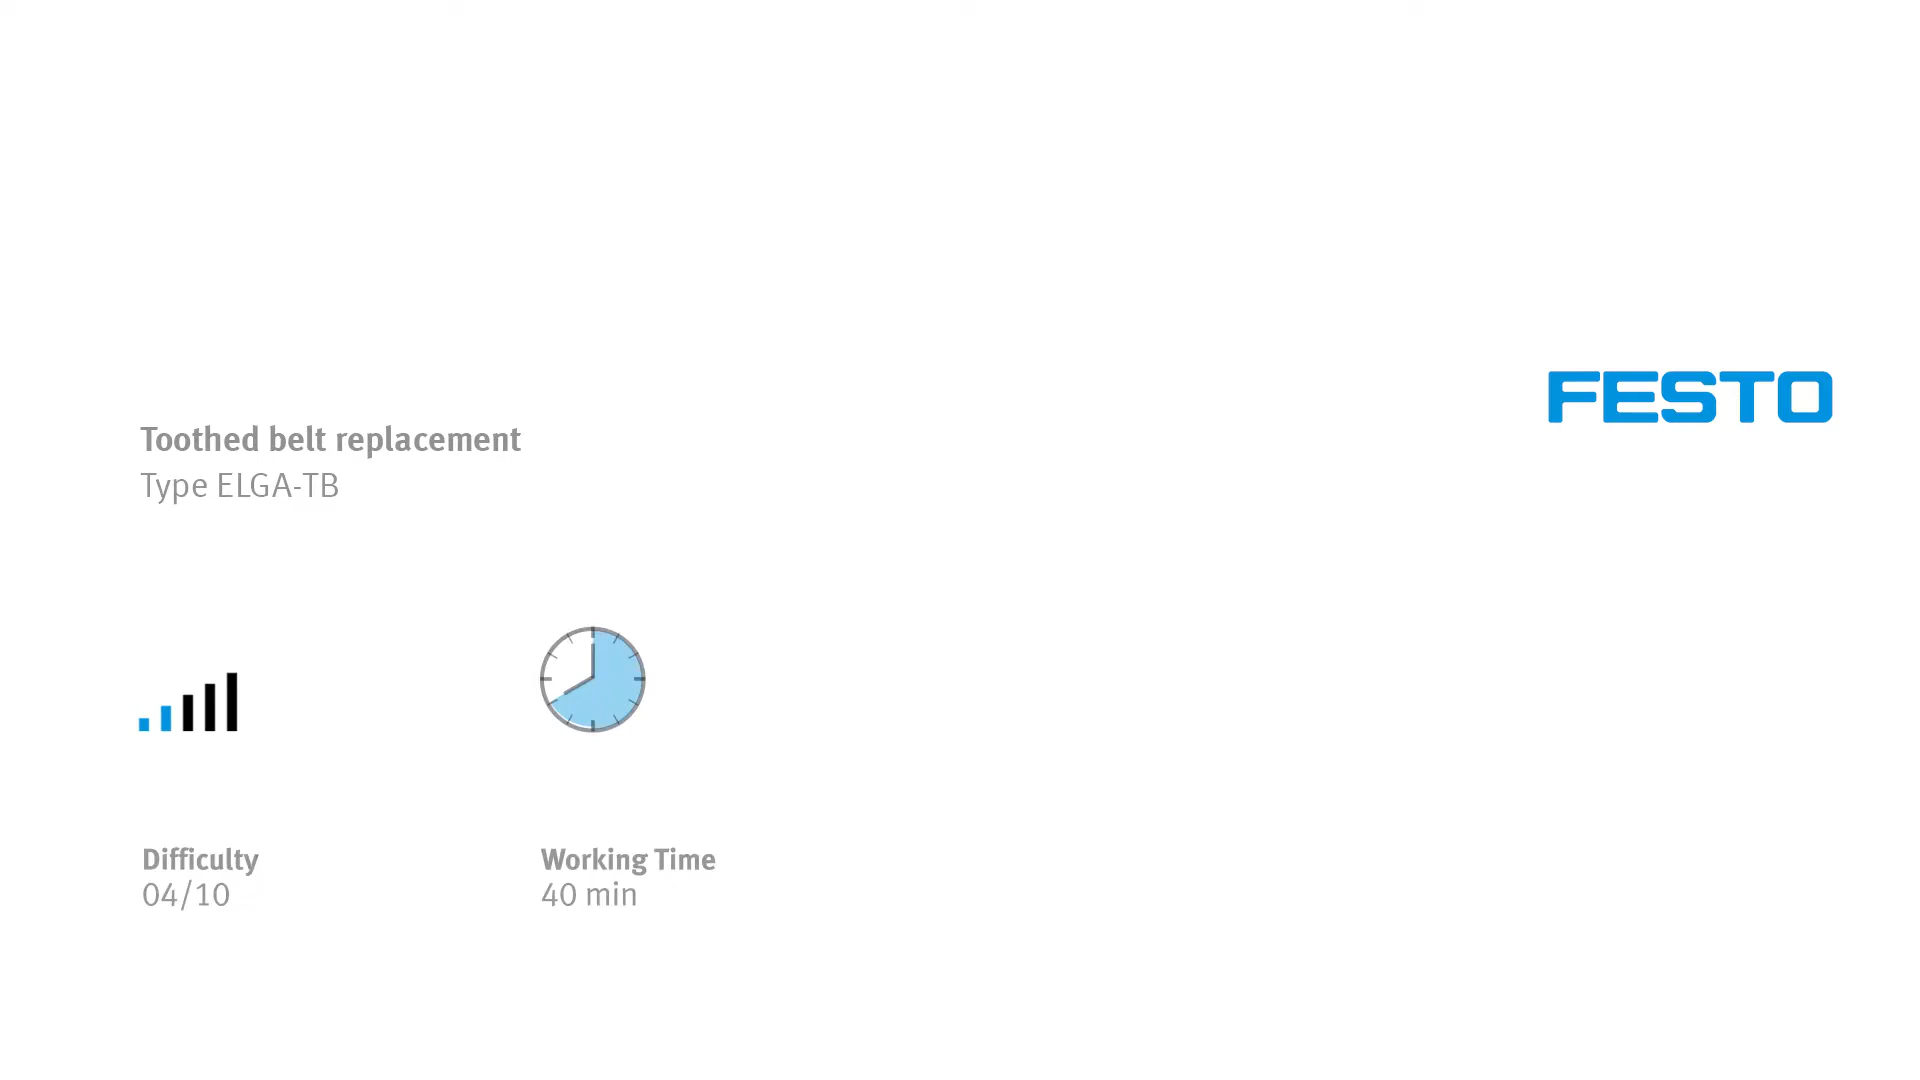 FESTO
Toothed belt replacement
Type ELGA-TB
Difficulty
04/10
Working Time
40 min